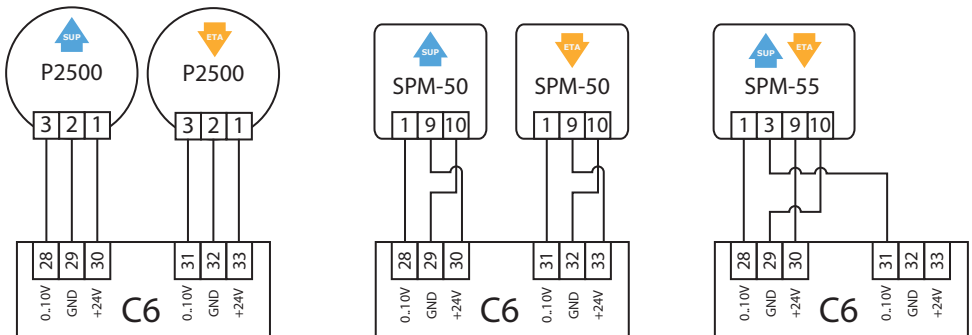 SUP
P2500
3 2 1
ETA
P2500
3 2 1
28 29 30 31 32 33
0..10V GND +24V 0..10V GND +24V
C6
SUP
SPM-50
1 9 10
ETA
SPM-50
1 9 10
28 29 30 31 32 33
0..10V GND +24V 0..10V GND +24V
C6
SUP ETA
SPM-55
1 3 9 10
28 29 30 31 32 33
0..10V GND +24V 0..10V GND +24V
C6